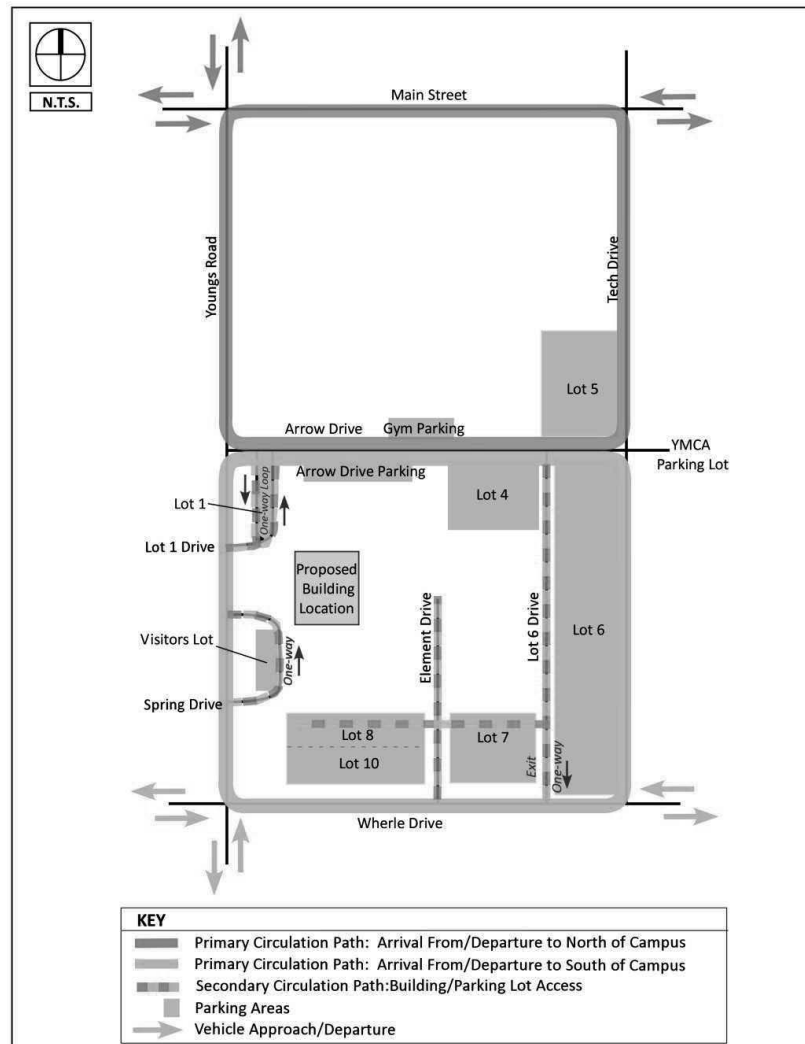 N.T.S.
Main Street
Youngs Road
Tech Drive
Lot 5
Arrow Drive
Gym Parking
YMCA
Parking Lot
Arrow Drive Parking
Lot 4
Lot 1
One-way Loop
Lot 1 Drive
Proposed
Building
Location
Element Drive
Lot 6 Drive
Lot 6
Visitors Lot
One-way
Spring Drive
Lot 8
Lot 7
Lot 10
Exit
One-way
Wherle Drive
KEY
Primary Circulation Path: Arrival From/Departure to North of Campus
Primary Circulation Path: Arrival From/Departure to South of Campus
Secondary Circulation Path:Building/Parking Lot Access
Parking Areas
Vehicle Approach/Departure